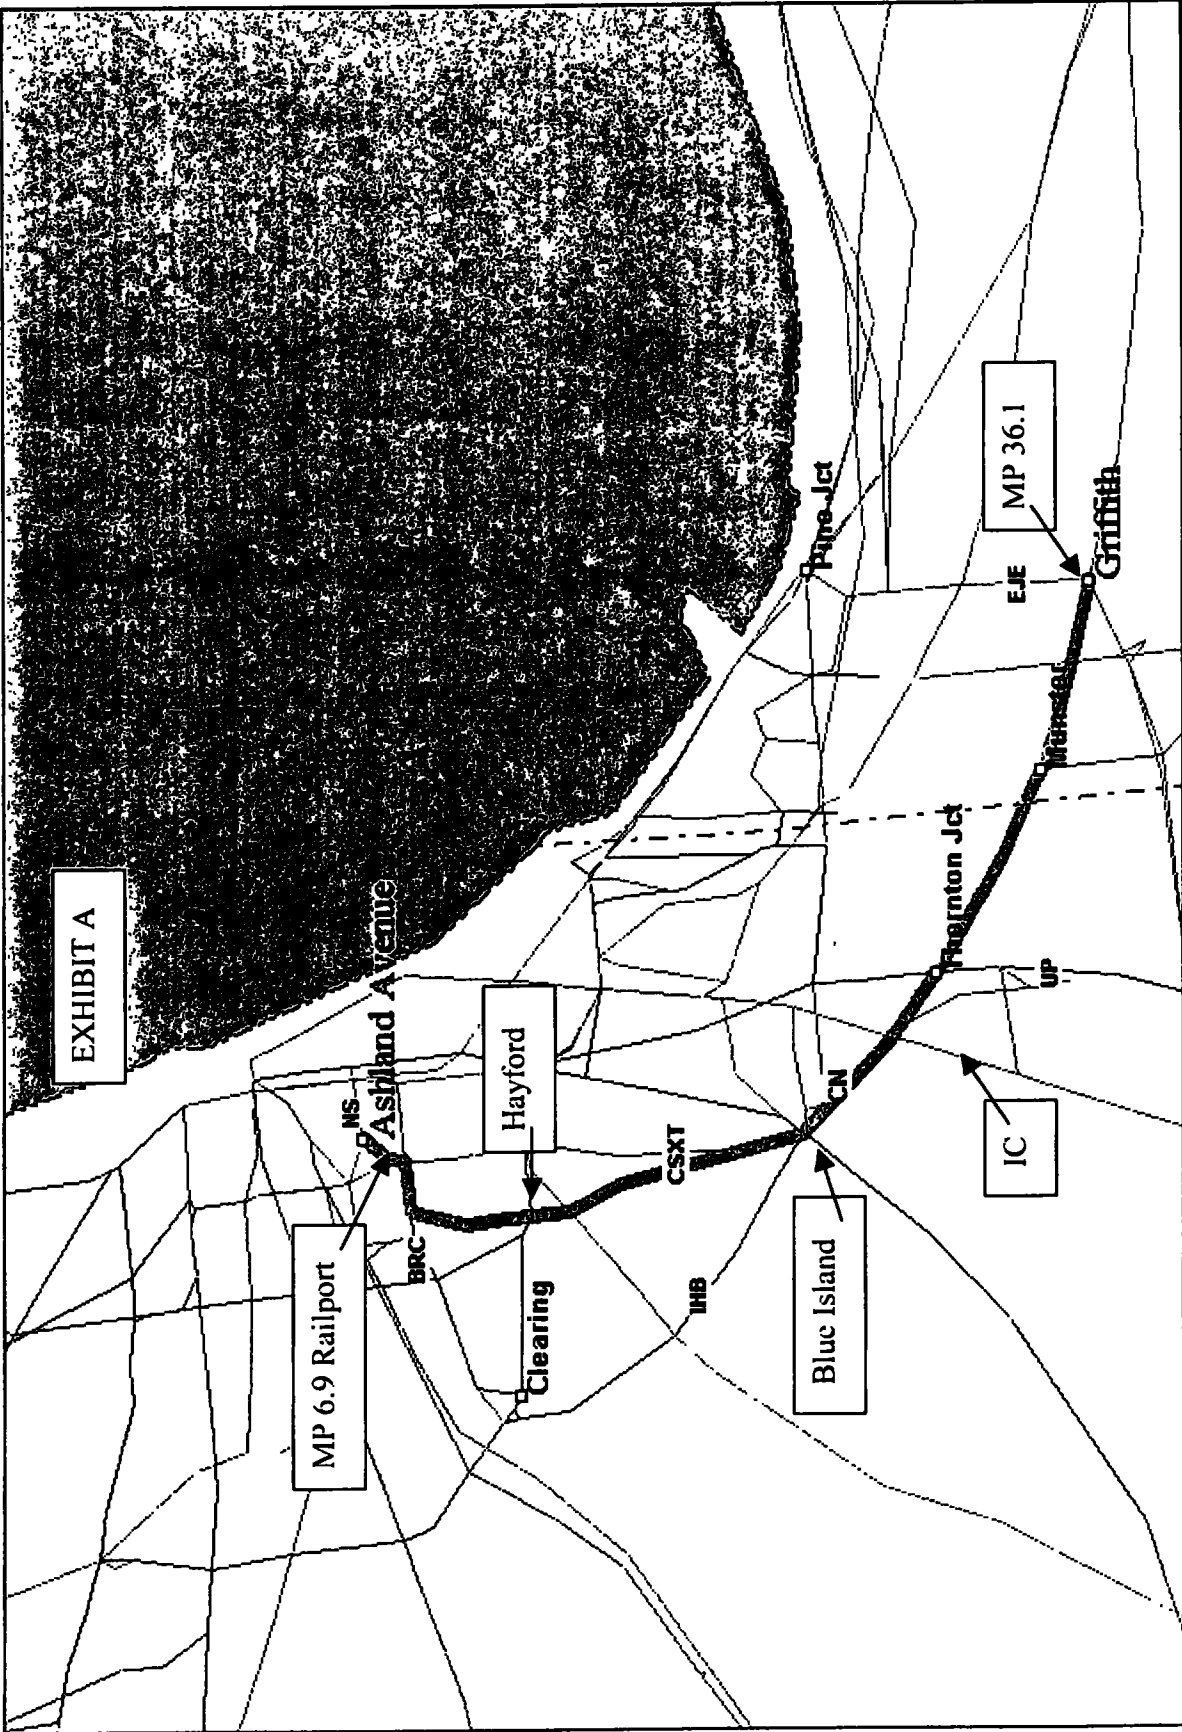 EXHIBIT A
NS
Ashland Avenue
MP 6.9 Railport
BRC
Hayford
Clearing
CSXT
IHB
Blue Island
CN
IC
UP
Thornton Jct
Munster
Pine Jct
EJE
MP 36.1
Griffith